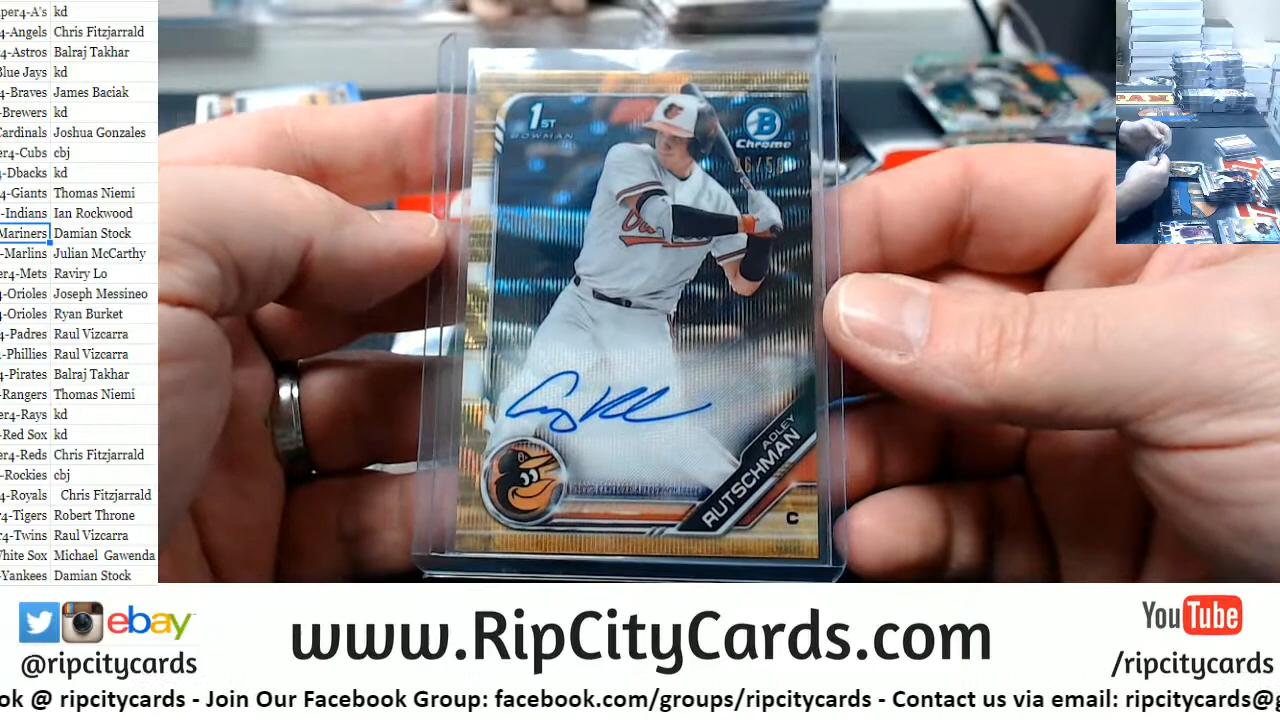 per4-A's kd
4-Angels Chris Fitzjarrald
4-Astros Balraj Takhar
Blue Jays kd
4-Braves James Baciak
-Brewers kd
Cardinals Joshua Gonzales
er4-Cubs cbj
4-Dbacks kd
4-Giants Thomas Niemi
-Indians Ian Rockwood
Mariners Damian Stock
-Marlins Julian McCarthy
er4-Mets Raviry Lo
4-Orioles Joseph Messineo
4-Orioles Ryan Burket
4-Padres Raul Vizcarra
-Phillies Raul Vizcarra
4-Pirates Balraj Takhar
-Rangers Thomas Niemi
er4-Rays kd
-Red Sox kd
er4-Reds Chris Fitzjarrald
-Rockies cbj
4-Royals Chris Fitzjarrald
r4-Tigers Robert Throne
r4-Twins Raul Vizcarra
White Sox Michael Gawenda
-Yankees Damian Stock
1ST
BOWMAN
B
Chrome
ADLEY
RUTSCHMAN
C
ebay
@ripcitycards
www.RipCityCards.com
YouTube
/ripcitycards
ok @ ripcitycards - Join Our Facebook Group: facebook.com/groups/ripcitycards - Contact us via email: ripcitycards@g